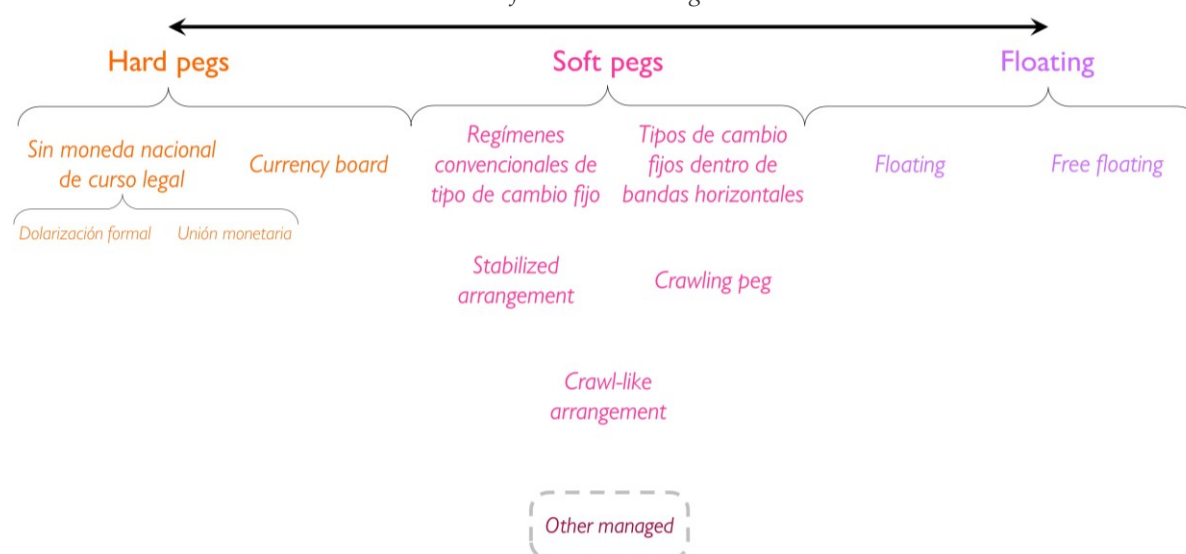 Hard pegs
Soft pegs
Floating
Sin moneda nacional
de curso legal
Currency board
Dolarización formal
Unión monetaria
Regímenes
convencionales de
tipo de cambio fijo
Tipos de cambio
fijos dentro de
bandas horizontales
Stabilized
arrangement
Crawling peg
Crawl-like
arrangement
Other managed
Floating
Free floating